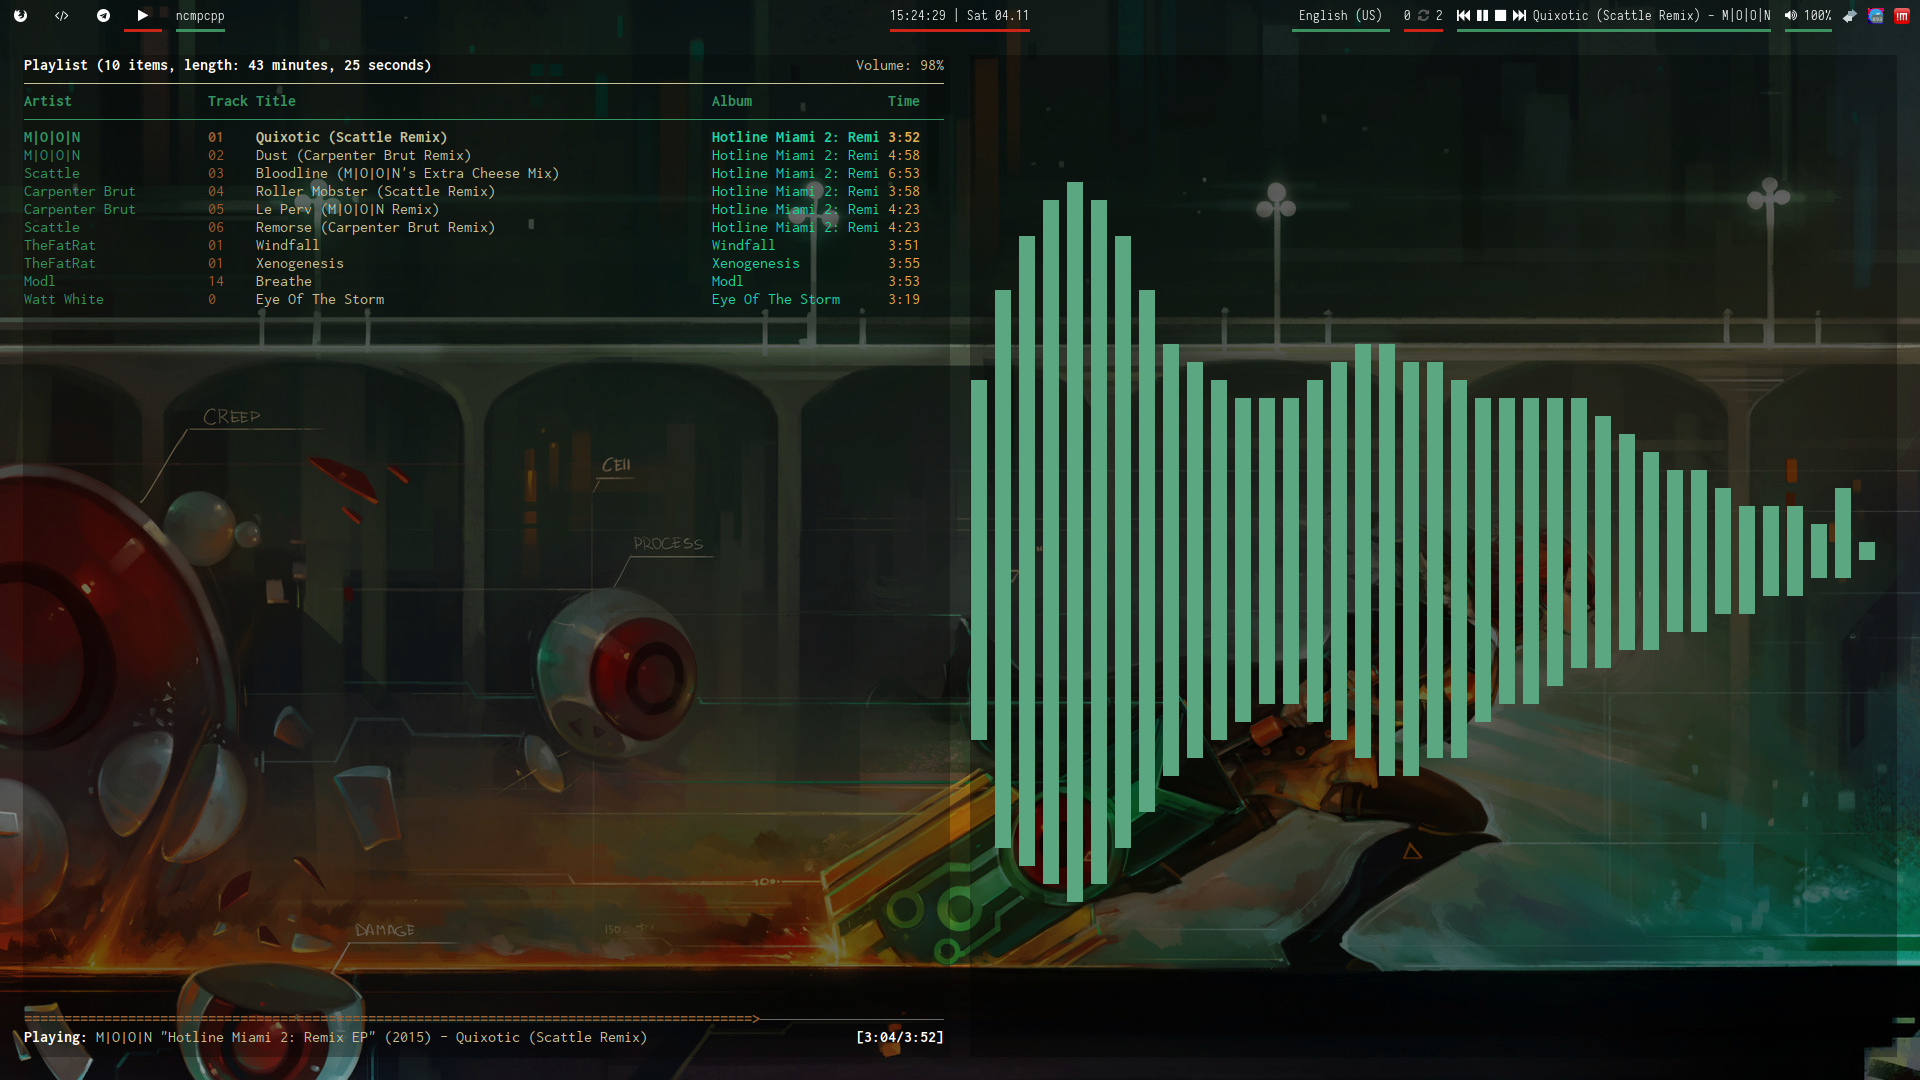 </> ncmpcpp 15:24:29 | Sat 04.11 English (US) 0 2 Quixotic (Scattle Remix) - M|O|O|N 100% m
Playlist (10 items, length: 43 minutes, 25 seconds) Volume: 98%
Artist Track Title Album Time
M|O|O|N 01 Quixotic (Scattle Remix) Hotline Miami 2: Remi 3:52
M|O|O|N 02 Dust (Carpenter Brut Remix) Hotline Miami 2: Remi 4:58
Scattle 03 Bloodline (M|O|O|N's Extra Cheese Mix) Hotline Miami 2: Remi 6:53
Carpenter Brut 04 Roller Mobster (Scattle Remix) Hotline Miami 2: Remi 3:58
Carpenter Brut 05 Le Perv (M|O|O|N Remix) Hotline Miami 2: Remi 4:23
Scattle 06 Remorse (Carpenter Brut Remix) Hotline Miami 2: Remi 4:23
TheFatRat 01 Windfall Windfall 3:51
TheFatRat 01 Xenogenesis Xenogenesis 3:55
Modl 14 Breathe Modl 3:53
Watt White 0 Eye Of The Storm Eye Of The Storm 3:19
CREEP
CELL
PROCESS
DAMAGE
Playing: M|O|O|N "Hotline Miami 2: Remix EP" (2015) - Quixotic (Scattle Remix) [3:04/3:52]